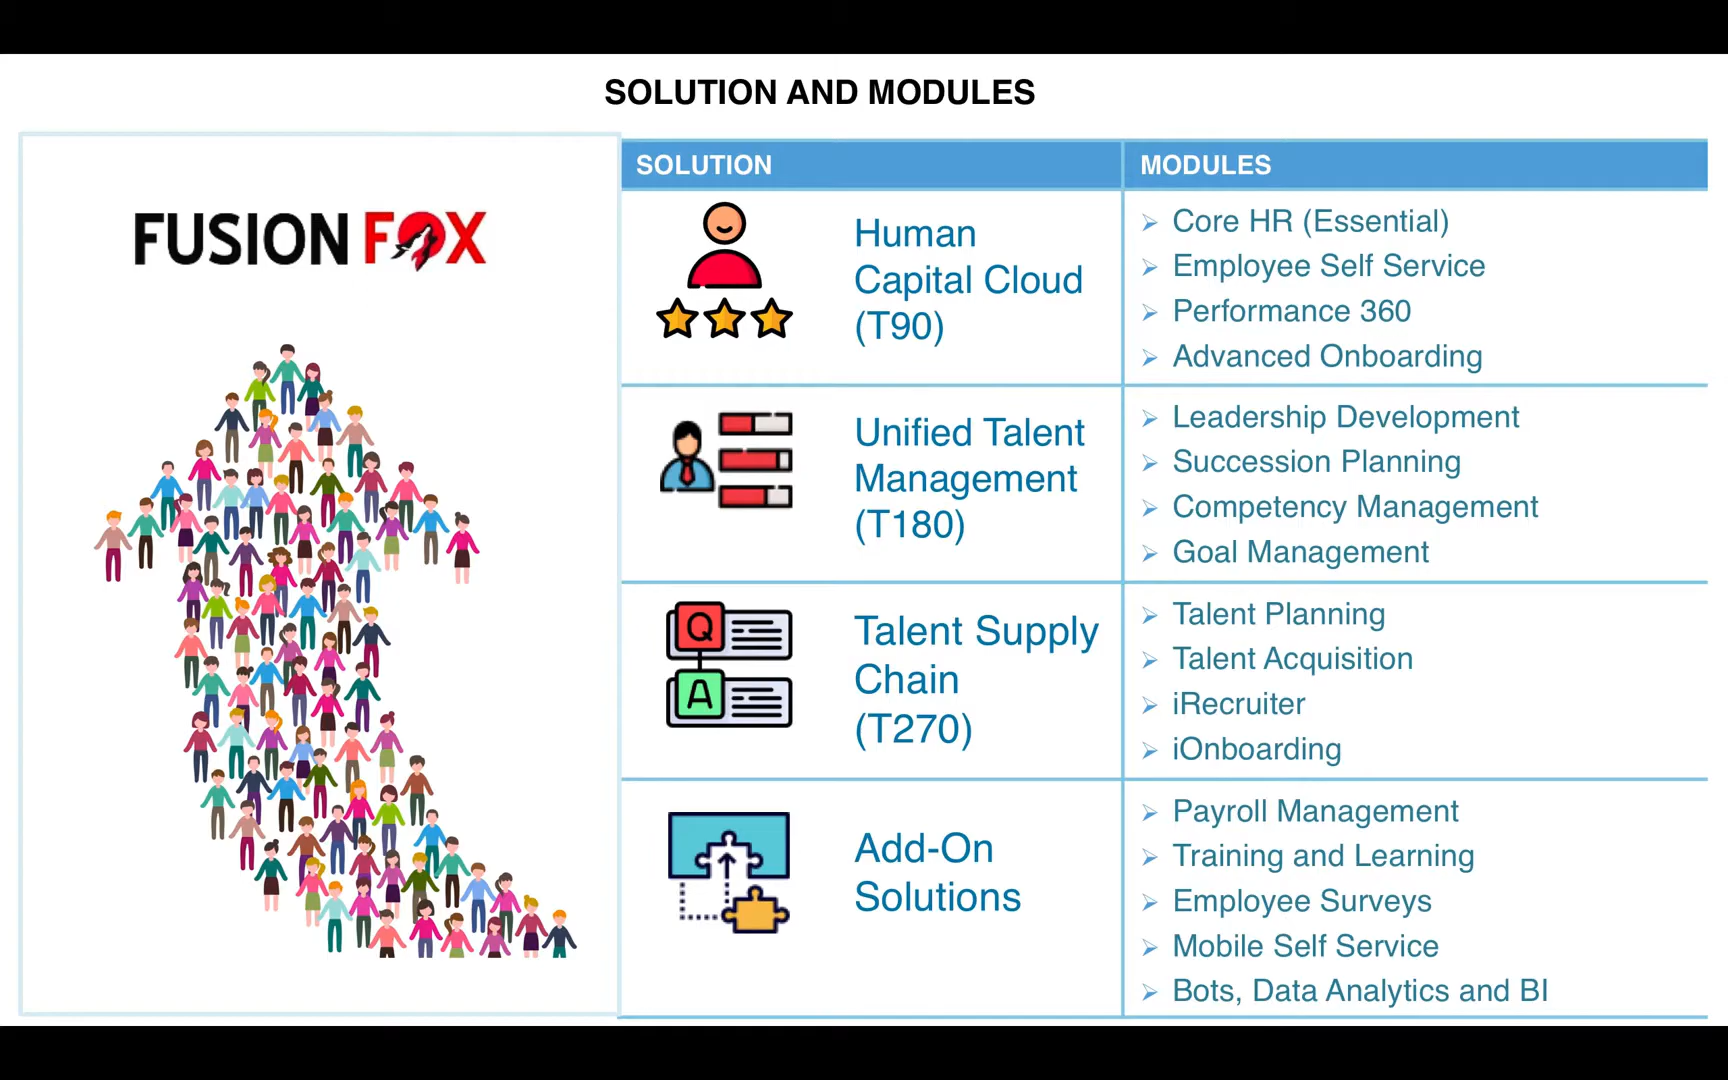 SOLUTION AND MODULES
FUSION FOX
SOLUTION
MODULES
Human
Capital Cloud
(T90)
➢ Core HR (Essential)
➢ Employee Self Service
➢ Performance 360
➢ Advanced Onboarding
Unified Talent
Management
(T180)
➢ Leadership Development
➢ Succession Planning
➢ Competency Management
➢ Goal Management
Q
A
Talent Supply
Chain
(T270)
➢ Talent Planning
➢ Talent Acquisition
➢ iRecruiter
➢ iOnboarding
Add-On
Solutions
➢ Payroll Management
➢ Training and Learning
➢ Employee Surveys
➢ Mobile Self Service
➢ Bots, Data Analytics and BI